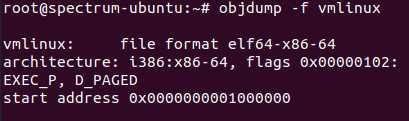 root@spectrum-ubuntu:~# objdump -f vmlinux
vmlinux:     file format elf64-x86-64
architecture: i386:x86-64, flags 0x00000102:
EXEC_P, D_PAGED
start address 0x0000000001000000